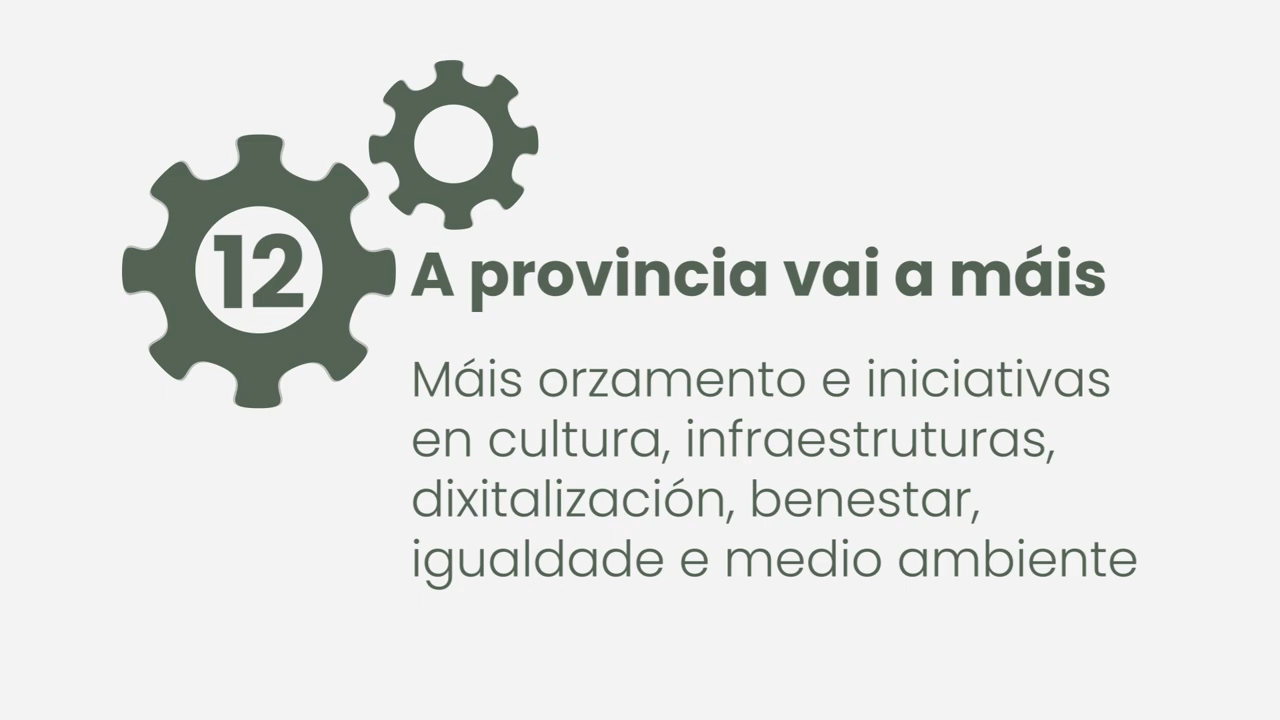 12
A provincia vai a máis
Máis orzamento e iniciativas
en cultura, infraestruturas,
dixitalización, benestar,
igualdade e medio ambiente